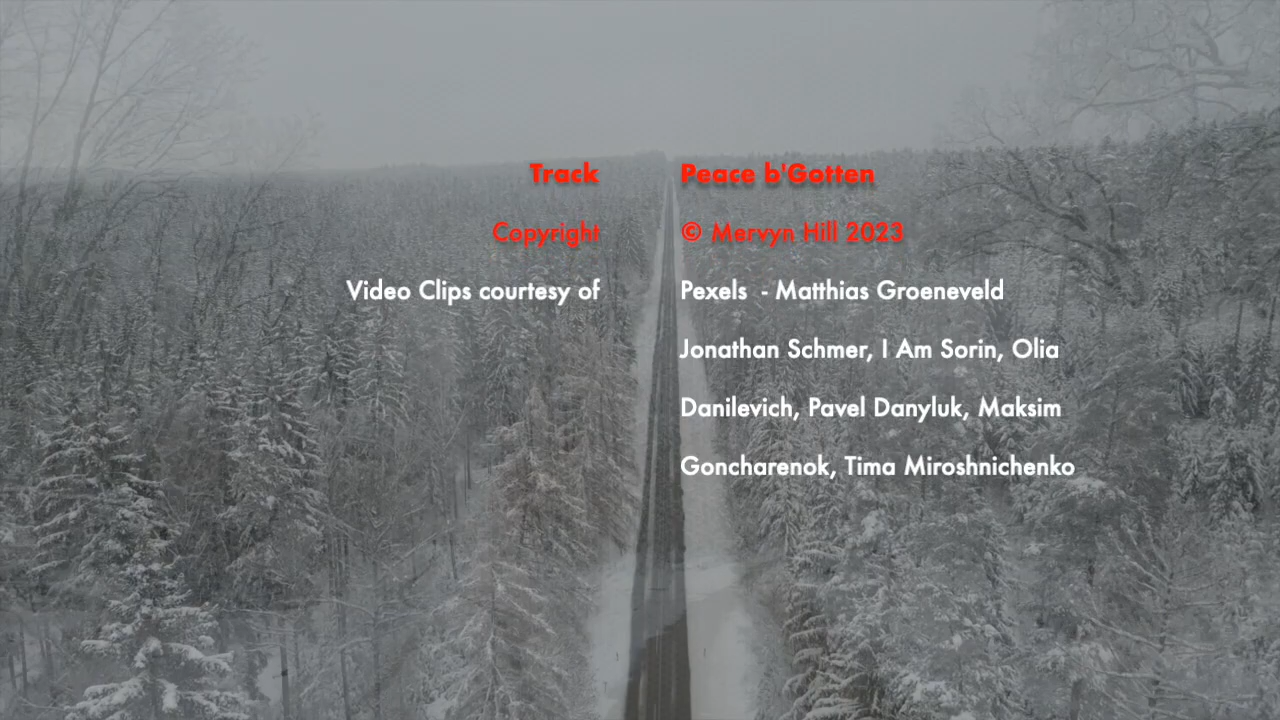 Track Peace b'Gotten
Copyright © Mervyn Hill 2023
Video Clips courtesy of Pexels - Matthias Groeneveld
Jonathan Schmer, I Am Sorin, Olia
Danilevich, Pavel Danyluk, Maksim
Goncharenok, Tima Miroshnichenko